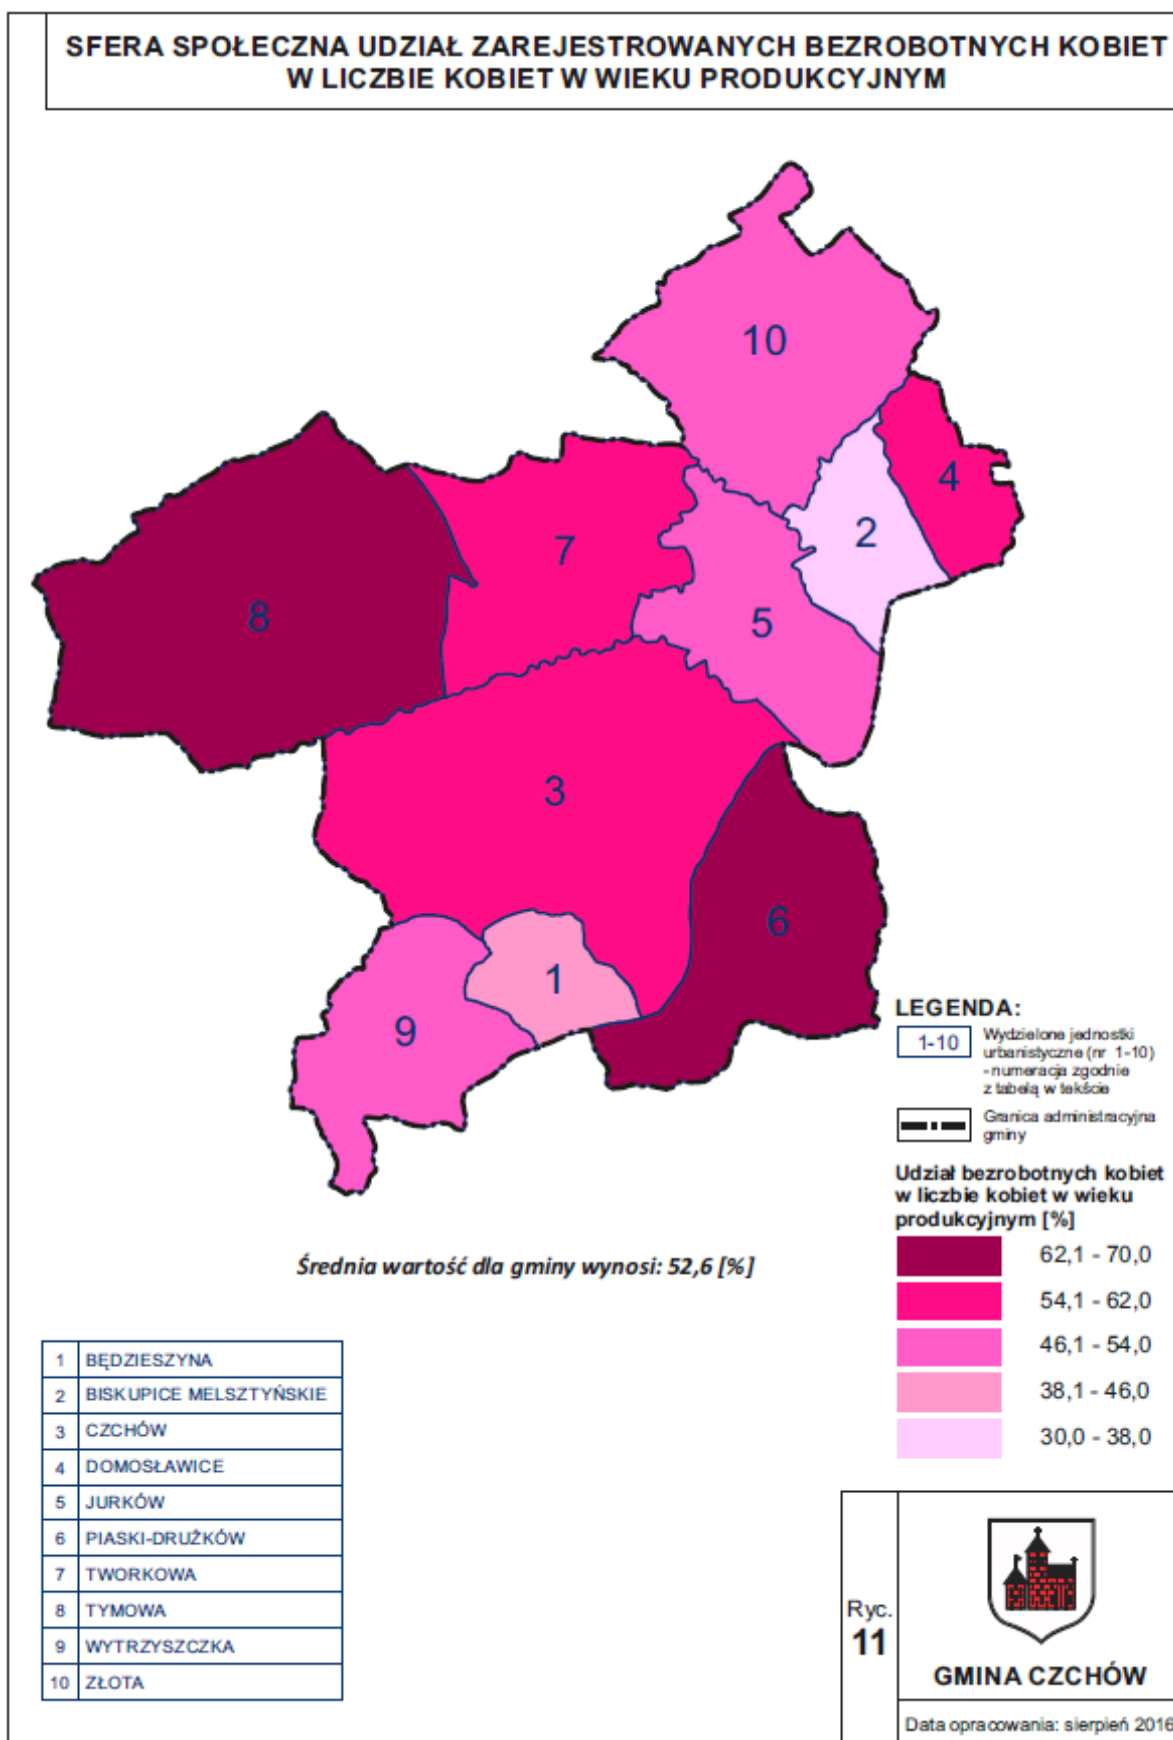 SFERA SPOŁECZNA UDZIAŁ ZAREJESTROWANYCH BEZROBOTNYCH KOBIET
W LICZBIE KOBIET W WIEKU PRODUKCYJNYM
10
4
2
7
8
5
3
6
1
9
LEGENDA:
1-10
Wydzielone jednostki
urbanistyczne (nr 1-10)
-numeracja zgodnie
z tabelą w tekście
Granica administracyjna
gminy
Udział bezrobotnych kobiet
w liczbie kobiet w wieku
produkcyjnym [%]
62,1 - 70,0
54,1 - 62,0
46,1 - 54,0
38,1 - 46,0
30,0 - 38,0
Średnia wartość dla gminy wynosi: 52,6 [%]
1 BĘDZIESZYNA
2 BISKUPICE MELSZTYŃSKIE
3 CZCHÓW
4 DOMOSŁAWICE
5 JURKÓW
6 PIASKI-DRUŻKÓW
7 TWORKOWA
8 TYMOWA
9 WYTRZYSZCZKA
10 ZŁOTA
Ryc.
11
GMINA CZCHÓW
Data opracowania: sierpień 2016